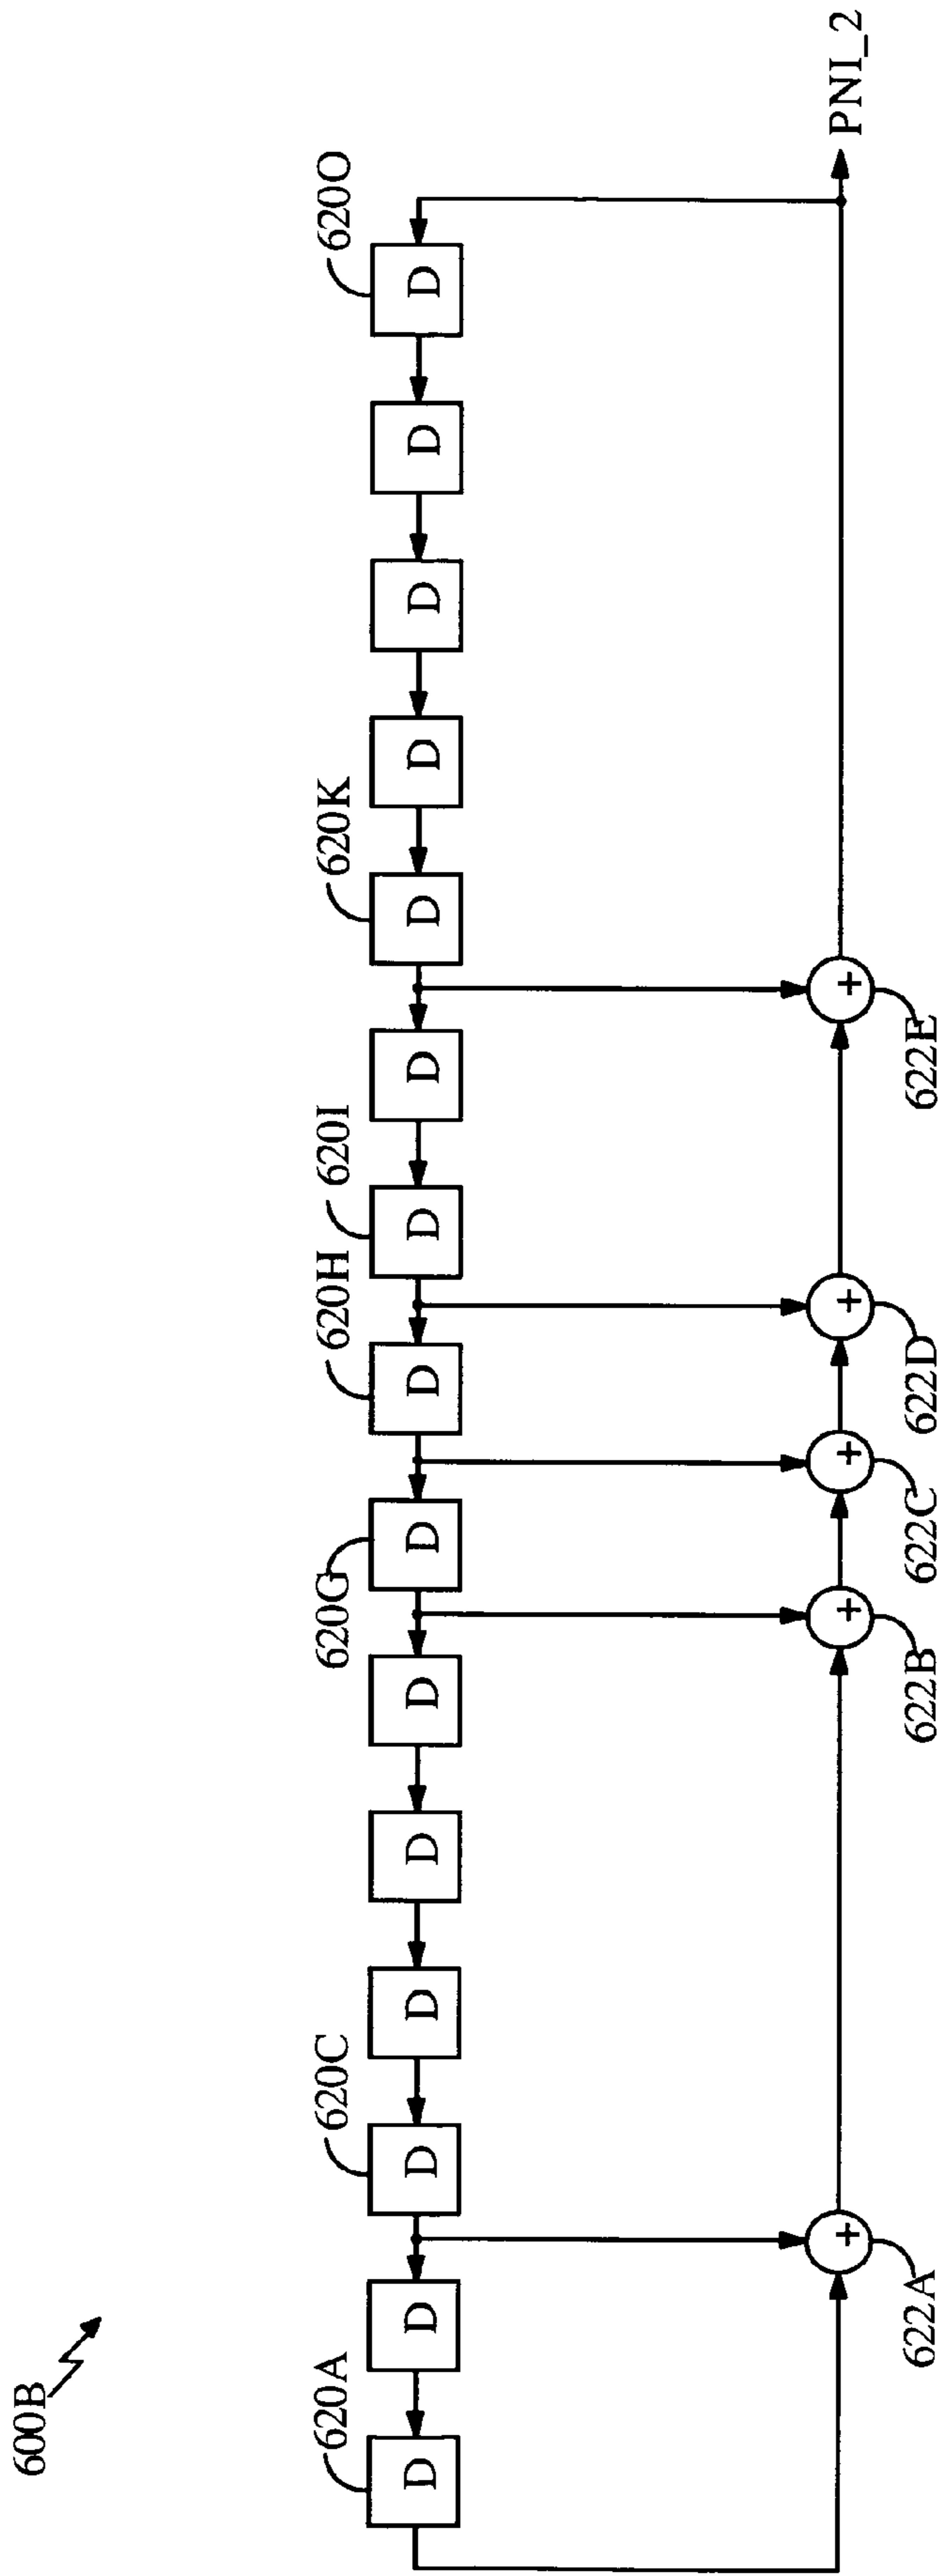 600B
620A 620C 620G 620H 620I 620K 620O
D D D D D D D D D D D D D D D
+ + + + + PNI_2
622A 622B 622C 622D 622E